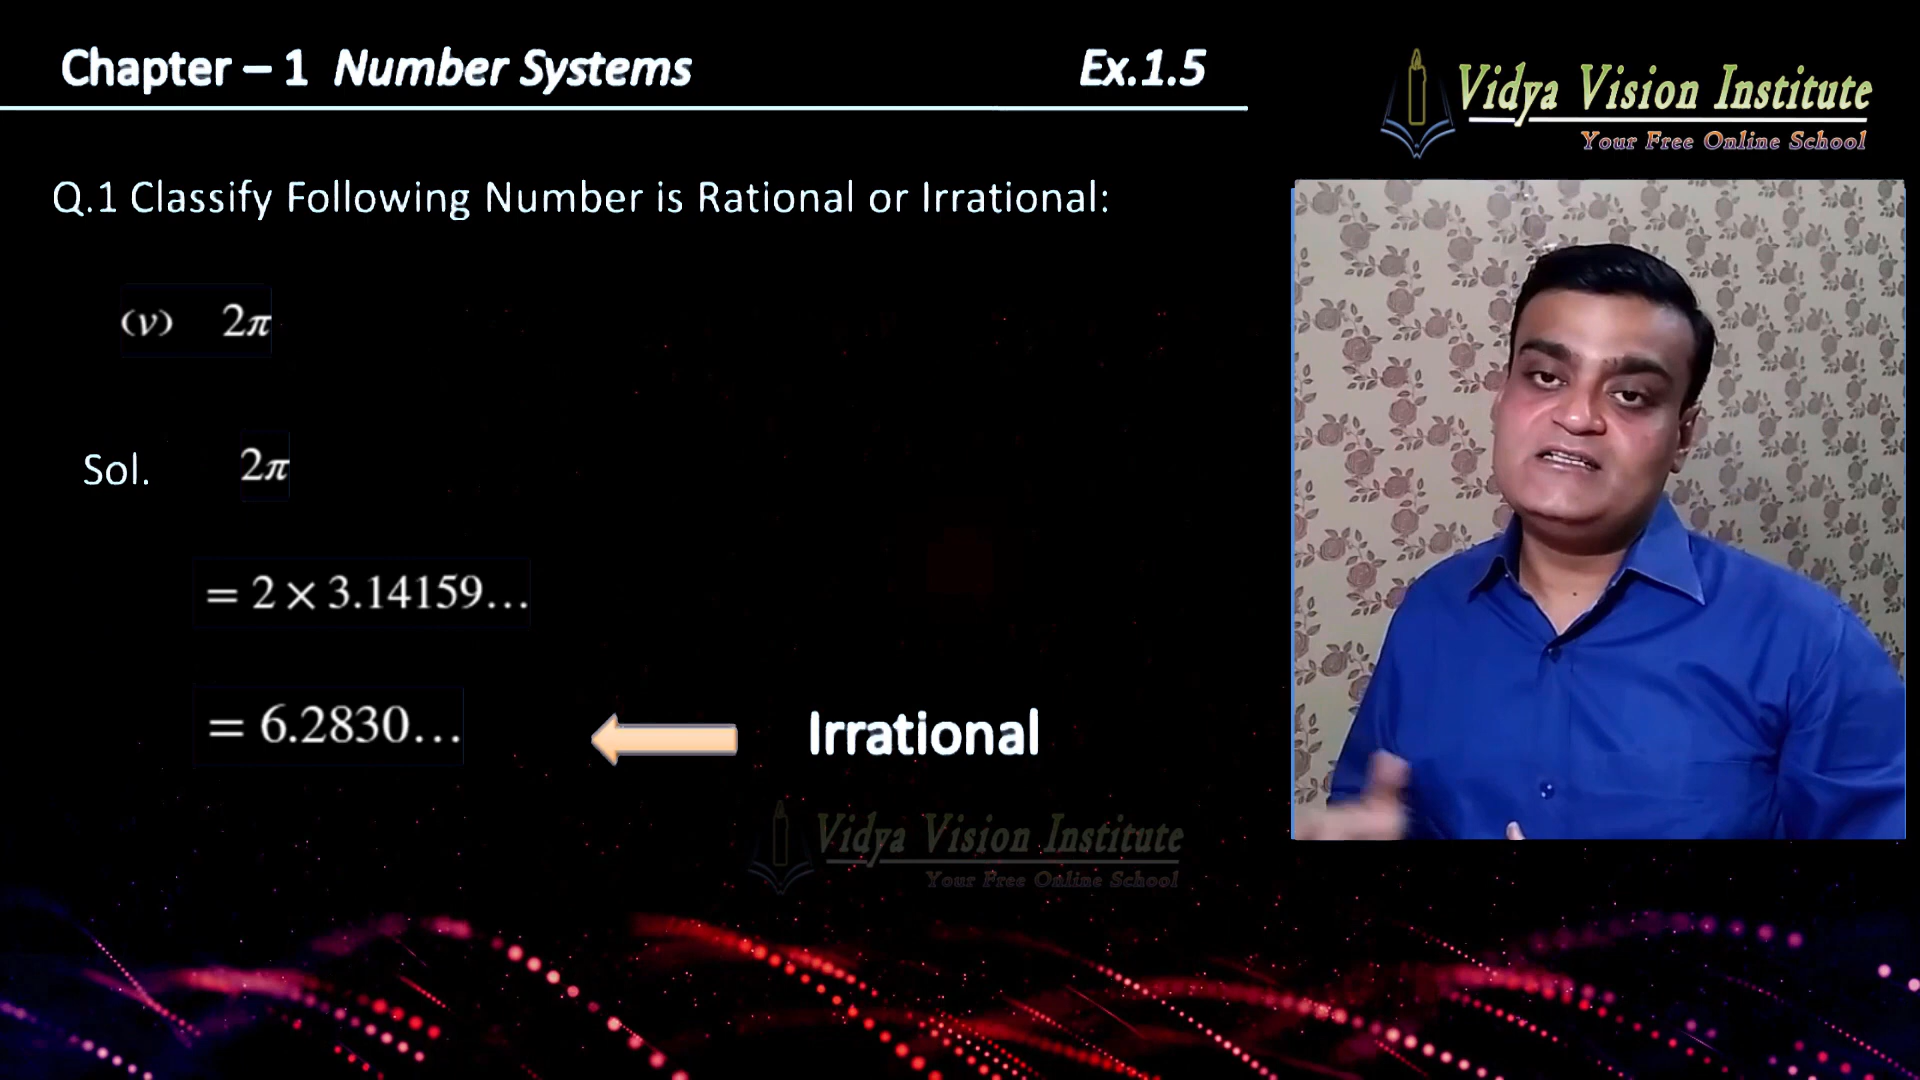 Chapter – 1 Number Systems Ex.1.5
Vidya Vision Institute
Your Free Online School
Q.1 Classify Following Number is Rational or Irrational:
(v) 2π
Sol. 2π
= 2 × 3.14159...
= 6.2830... Irrational
Vidya Vision Institute
Your Free Online School